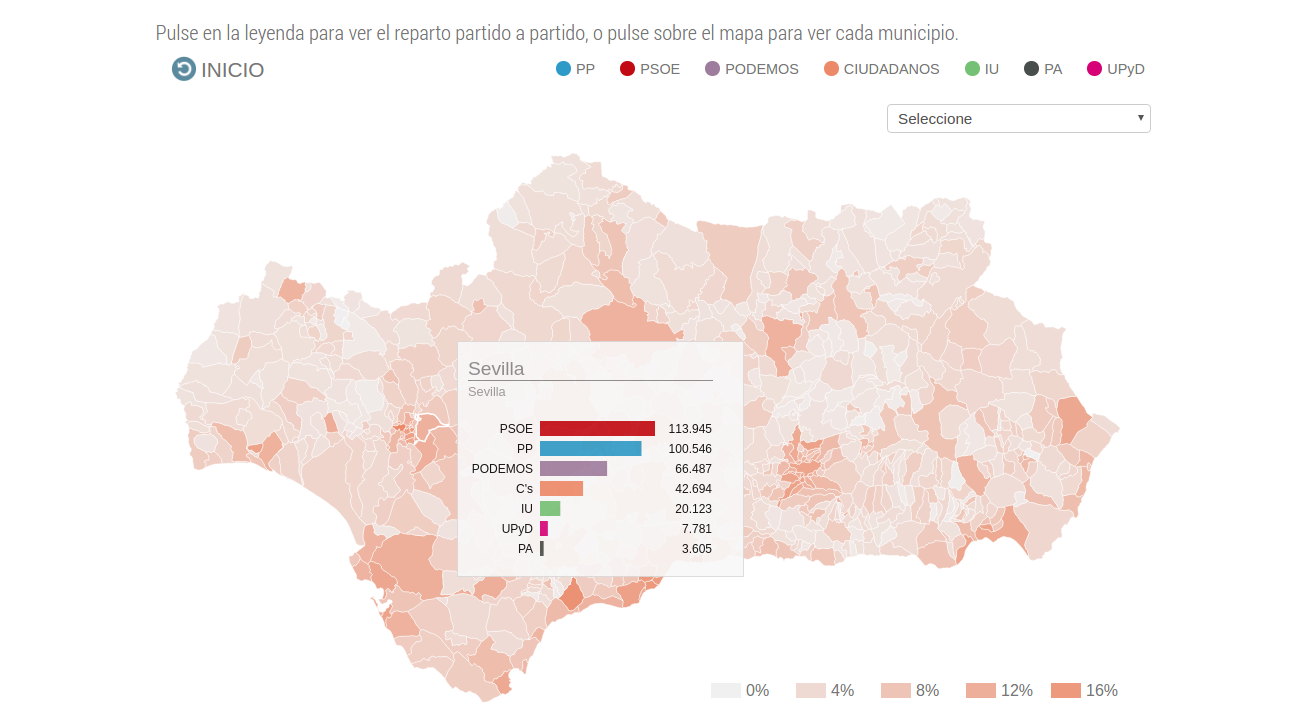 Pulse en la leyenda para ver el reparto partido a partido, o pulse sobre el mapa para ver cada municipio.
INICIO
PP PSOE PODEMOS CIUDADANOS IU PA UPyD
Seleccione
Sevilla
Sevilla
PSOE 113.945
PP 100.546
PODEMOS 66.487
C's 42.694
IU 20.123
UPyD 7.781
PA 3.605
0% 4% 8% 12% 16%